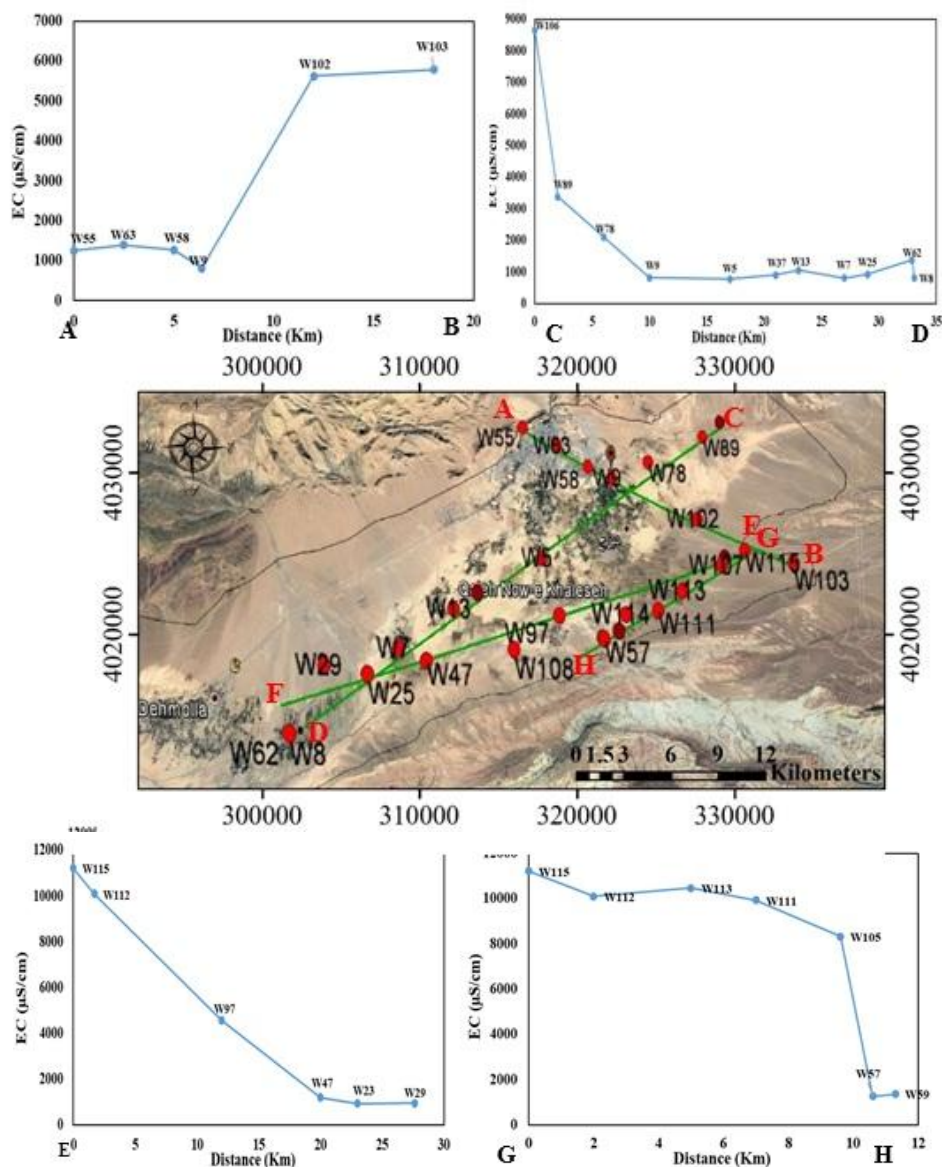 7000
6000
5000
4000
3000
2000
1000
0
EC (µS/cm)
W55
W63
W58
W9
W102
W103
0 5 10 15 20
A Distance (Km) B
9000
8000
7000
6000
5000
4000
3000
2000
1000
0
EC (µS/cm)
W106
W89
W78
W9
W5
W37
W13
W7
W25
W62
W8
0 5 10 15 20 25 30 35
C Distance (Km) D
300000 310000 320000 330000
4030000
4020000
4030000
4020000
A
C
W55
W63
W58
W9
W78
W89
W102
E
G
B
W5
W107
W115
W103
Galeh Now-e Khaleseh
W13
W113
W114
W111
W97
W7
W57
W29
W108
H
W47
F
W25
Dehmolla
D
W62
W8
0 1.5 3 6 9 12
Kilometers
300000 310000 320000 330000
12000
10000
8000
6000
4000
2000
0
EC (µS/cm)
W115
W112
W97
W47
W23
W29
0 10 20 30
E Distance (Km)
12000
10000
8000
6000
4000
2000
0
EC (µS/cm)
W115
W112
W113
W111
W105
W57
W59
0 2 4 6 8 10 12
G Distance (Km) H